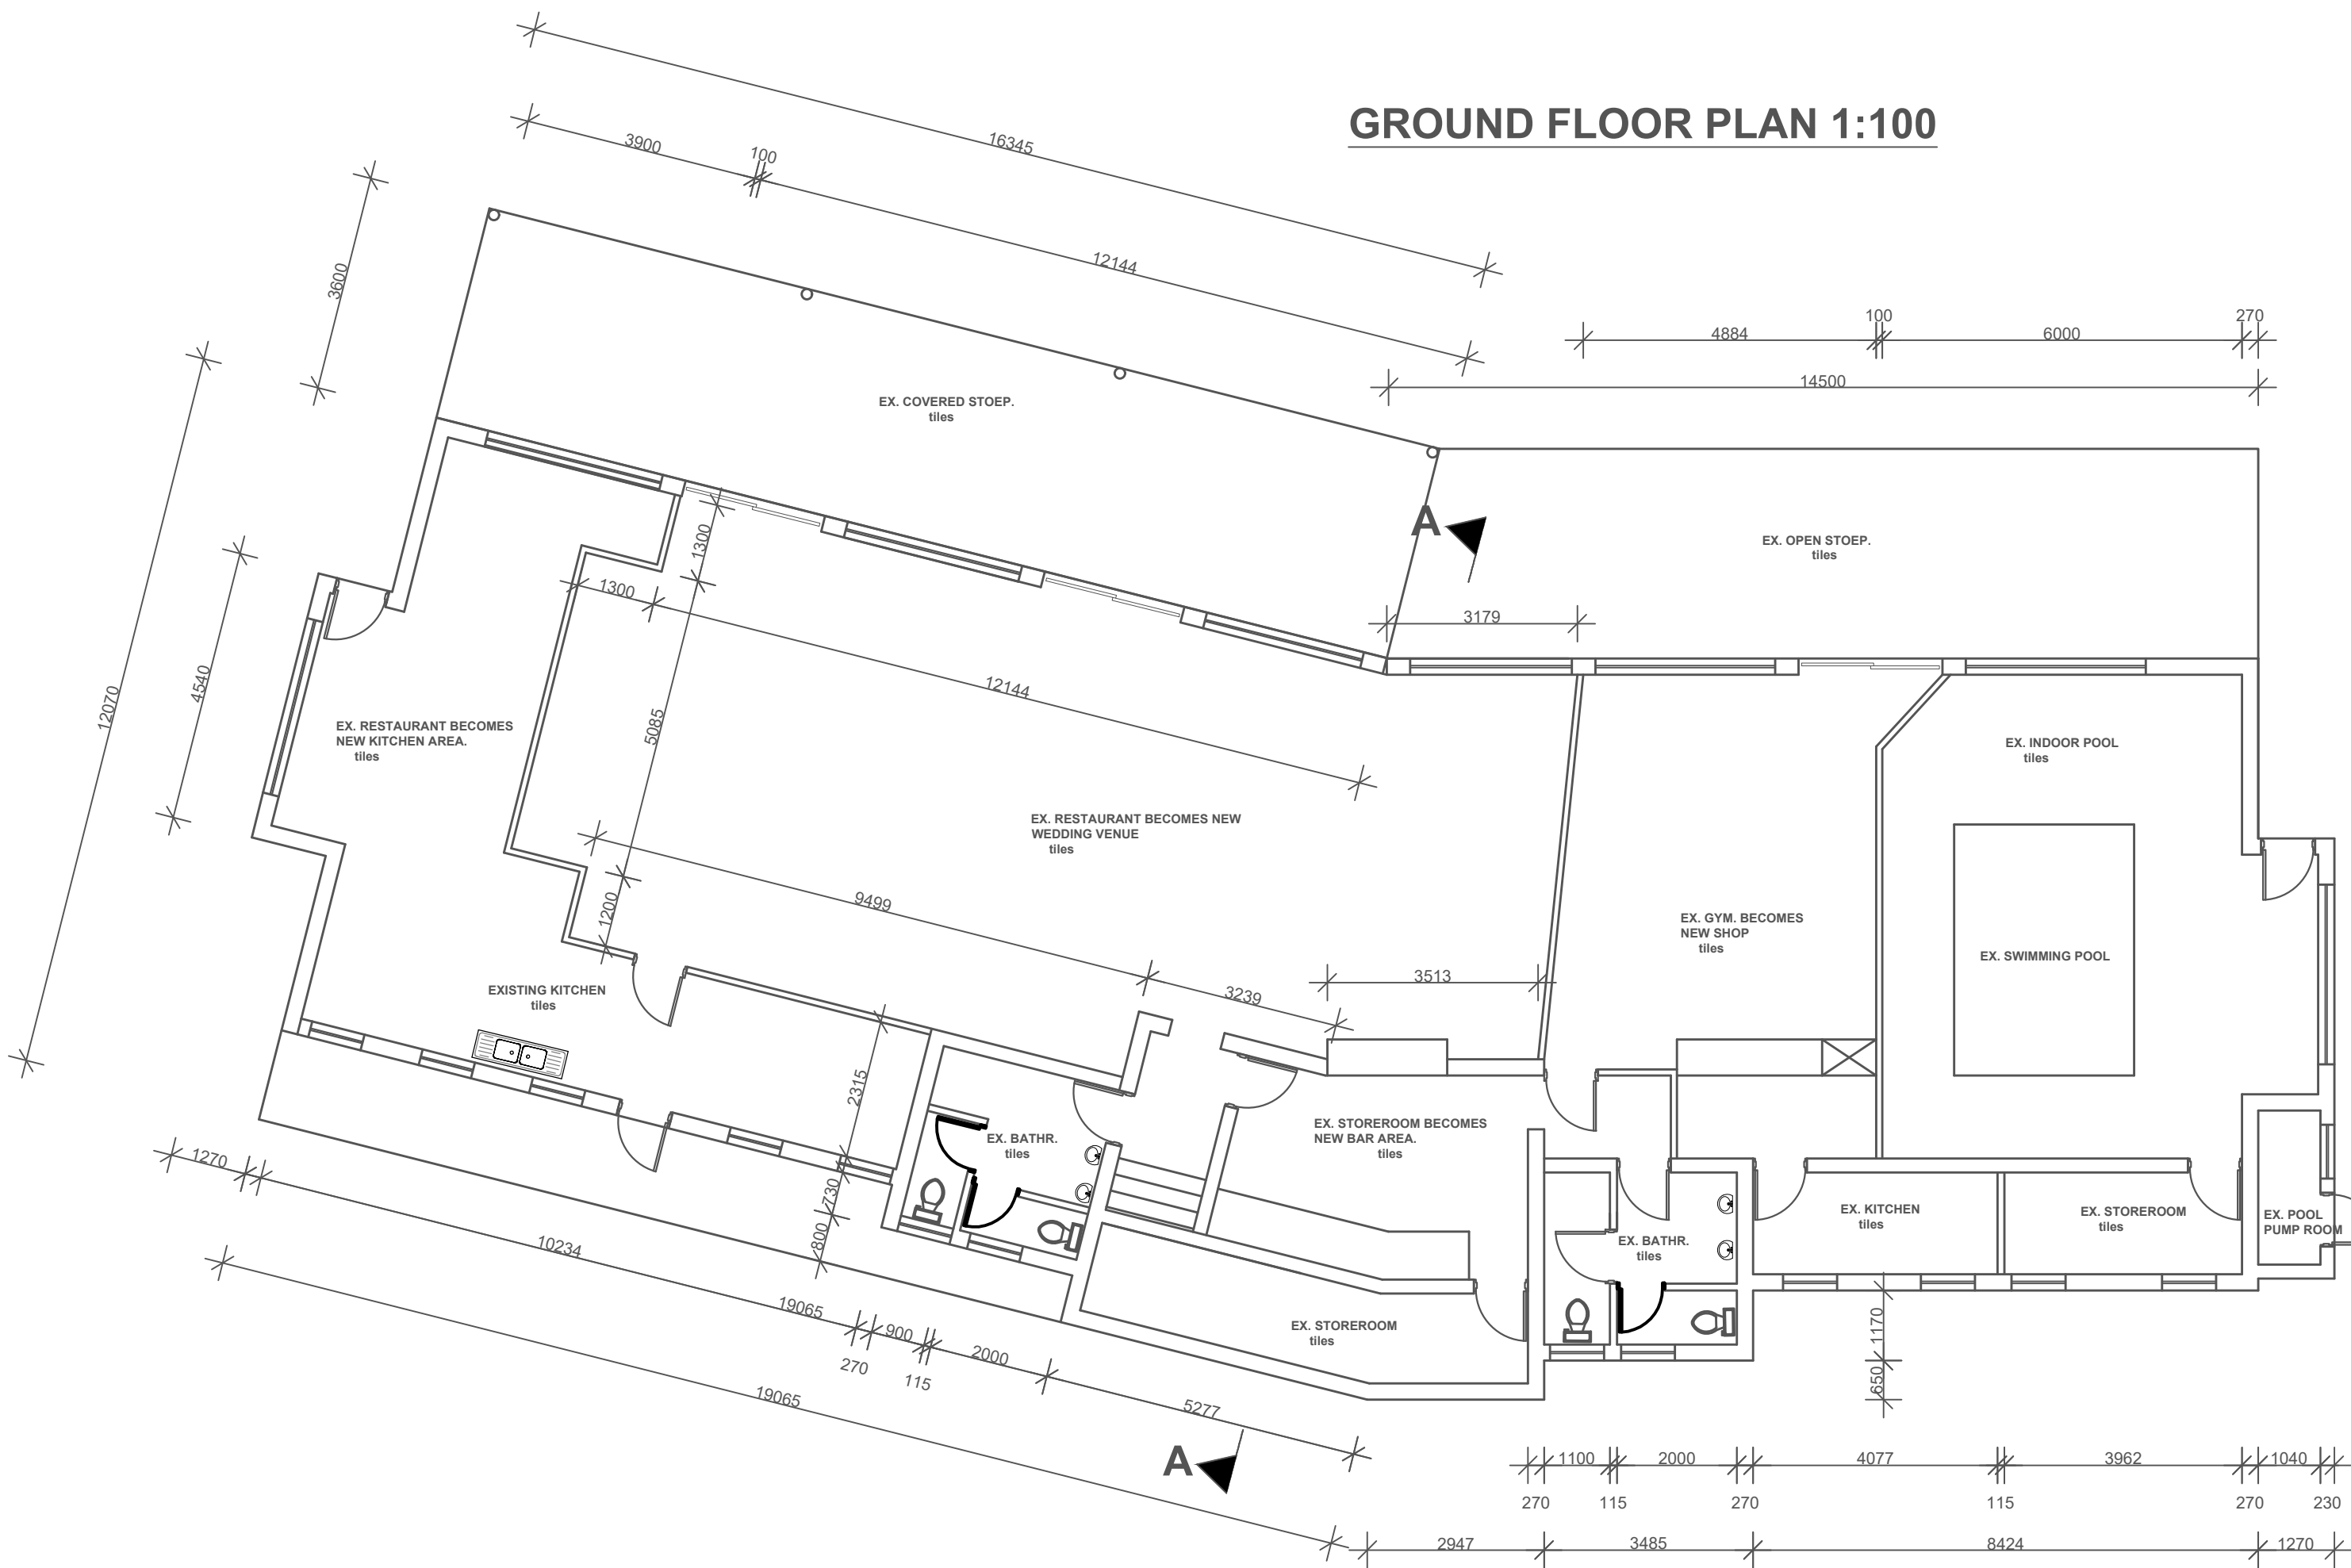 GROUND FLOOR PLAN 1:100
16345
3900
100
12144
3600
100
270
4884
6000
14500
EX. COVERED STOEP.
tiles
A
EX. OPEN STOEP.
tiles
1300
1300
3179
12070
4540
12144
5085
EX. RESTAURANT BECOMES
NEW KITCHEN AREA.
tiles
EX. INDOOR POOL
tiles
EX. RESTAURANT BECOMES NEW
WEDDING VENUE
tiles
9499
1200
EX. GYM. BECOMES
NEW SHOP
tiles
EX. SWIMMING POOL
EXISTING KITCHEN
tiles
3239
3513
2315
EX. BATHR.
tiles
EX. STOREROOM BECOMES
NEW BAR AREA.
tiles
1270
730
800
EX. KITCHEN
tiles
EX. STOREROOM
tiles
EX. POOL
PUMP ROOM
EX. BATHR.
tiles
10234
19065
270
900
115
2000
5277
EX. STOREROOM
tiles
1170
650
19065
A
1100
2000
4077
3962
1040
270
115
270
115
270
230
2947
3485
8424
1270